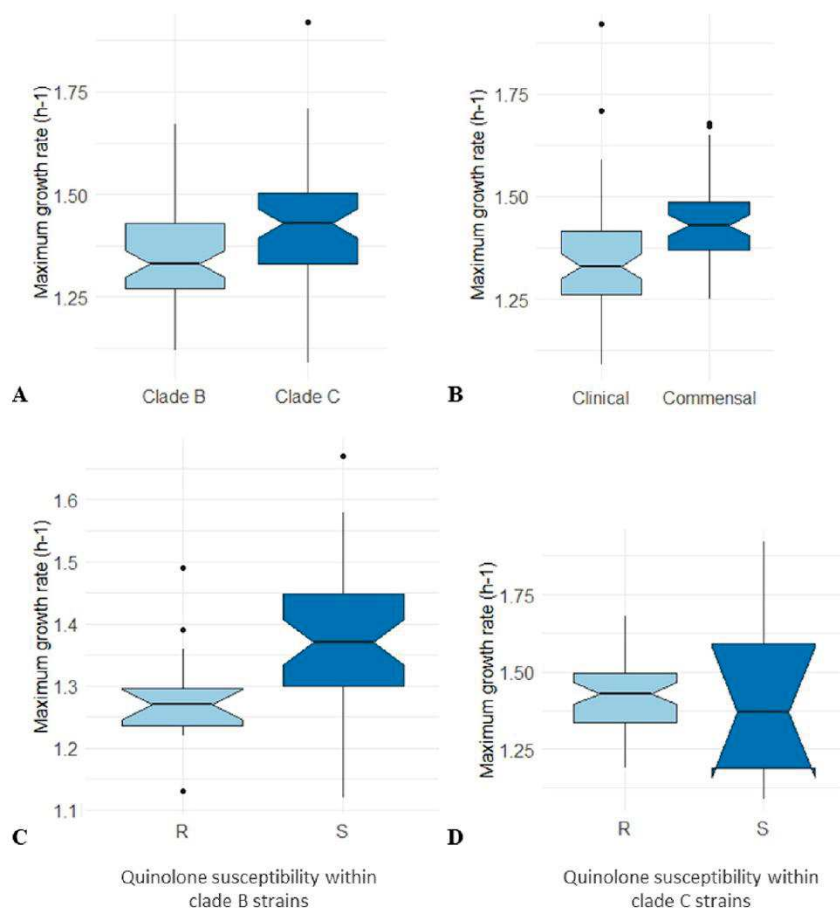 Maximum growth rate (h-1)
1.75
1.50
1.25
Clade B
Clade C
A
Maximum growth rate (h-1)
1.75
1.50
1.25
Clinical
Commensal
B
Maximum growth rate (h-1)
1.6
1.5
1.4
1.3
1.2
1.1
R
S
C
Quinolone susceptibility within
clade B strains
Maximum growth rate (h-1)
1.75
1.50
1.25
R
S
D
Quinolone susceptibility within
clade C strains